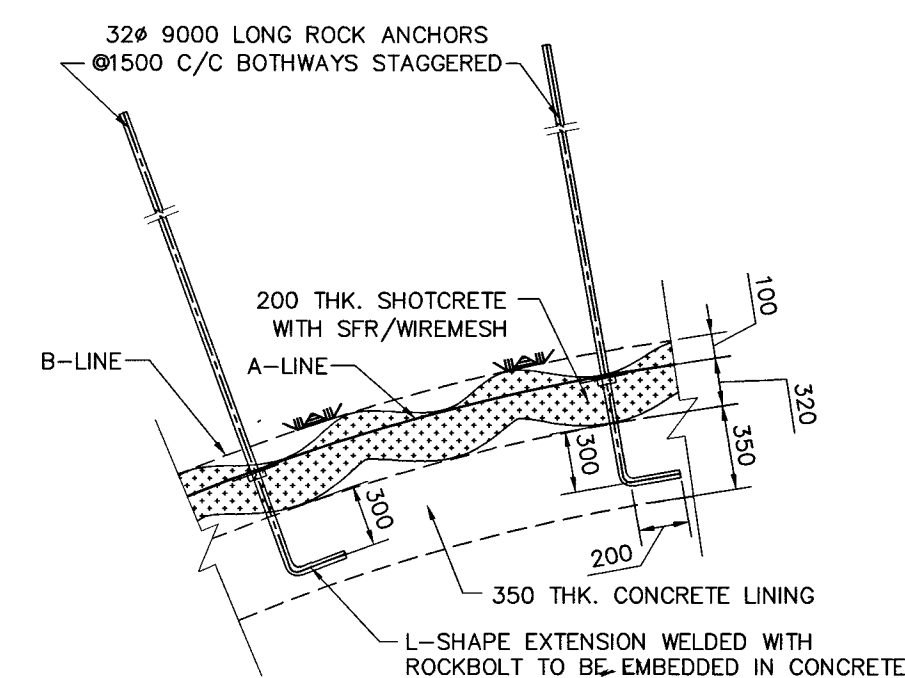 32ø 9000 LONG ROCK ANCHORS
@1500 C/C BOTHWAYS STAGGERED
200 THK. SHOTCRETE
WITH SFR/WIREMESH
B-LINE
A-LINE
100
320
350
300
300
200
350 THK. CONCRETE LINING
L-SHAPE EXTENSION WELDED WITH
ROCKBOLT TO BE EMBEDDED IN CONCRETE